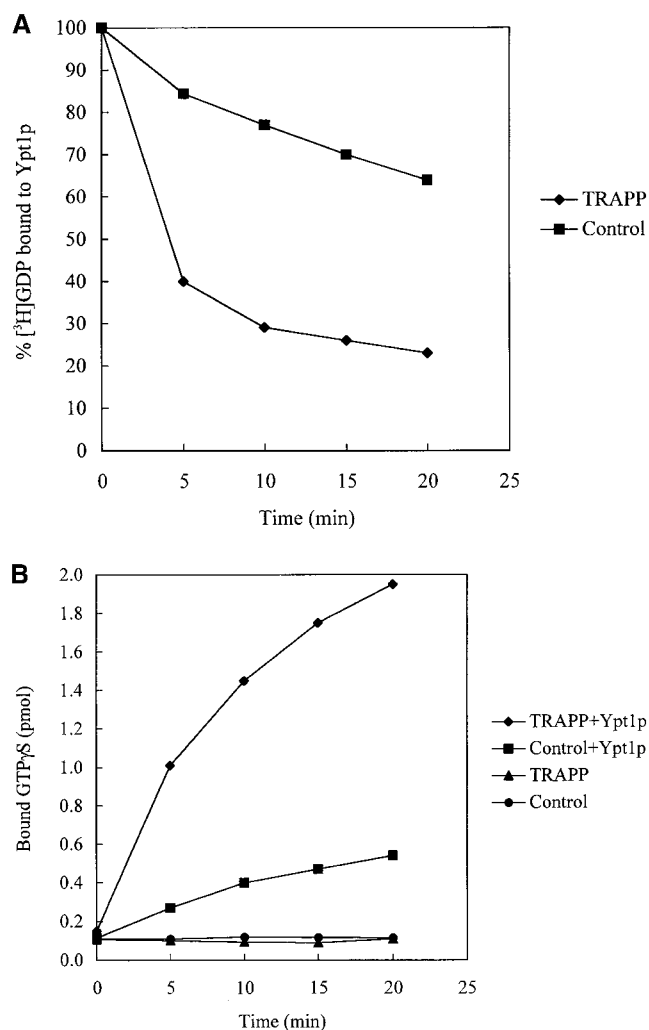 A
% [³H]GDP bound to Ypt1p
100
90
80
70
60
50
40
30
20
10
0
0 5 10 15 20 25
Time (min)
TRAPP
Control
B
Bound GTPγS (pmol)
2.0
1.8
1.6
1.4
1.2
1.0
0.8
0.6
0.4
0.2
0.0
0 5 10 15 20 25
Time (min)
TRAPP+Ypt1p
Control+Ypt1p
TRAPP
Control